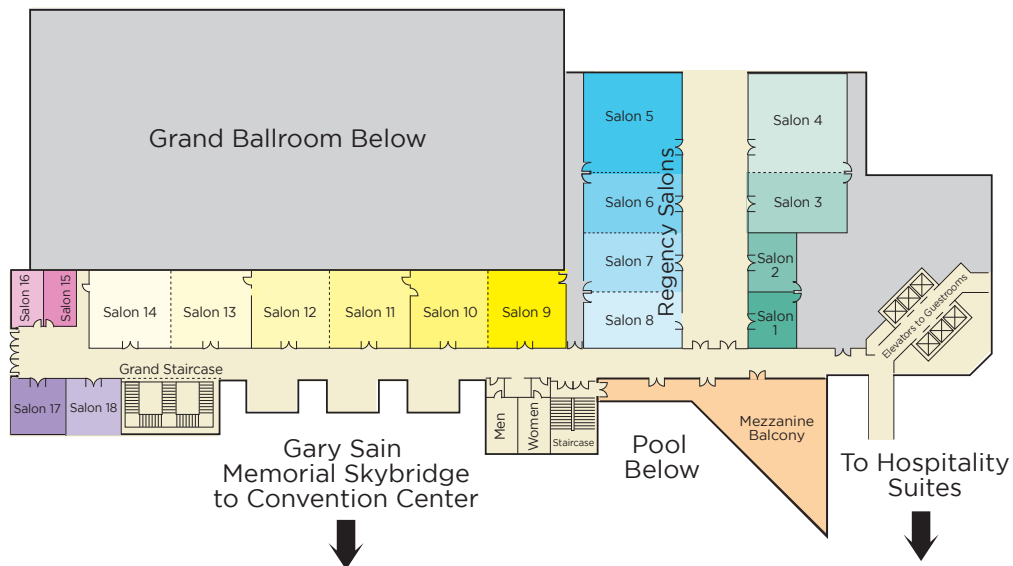 Grand Ballroom Below
Salon 5
Salon 4
Regency Salons
Salon 6
Salon 3
Salon 7
Salon
2
Salon 8
Salon
1
Salon 16
Salon 15
Salon 14
Salon 13
Salon 12
Salon 11
Salon 10
Salon 9
Elevators to Guestrooms
Grand Staircase
Salon 17
Salon 18
Men
Women
Staircase
Mezzanine
Balcony
Gary Sain
Memorial Skybridge
to Convention Center
Pool
Below
To Hospitality
Suites